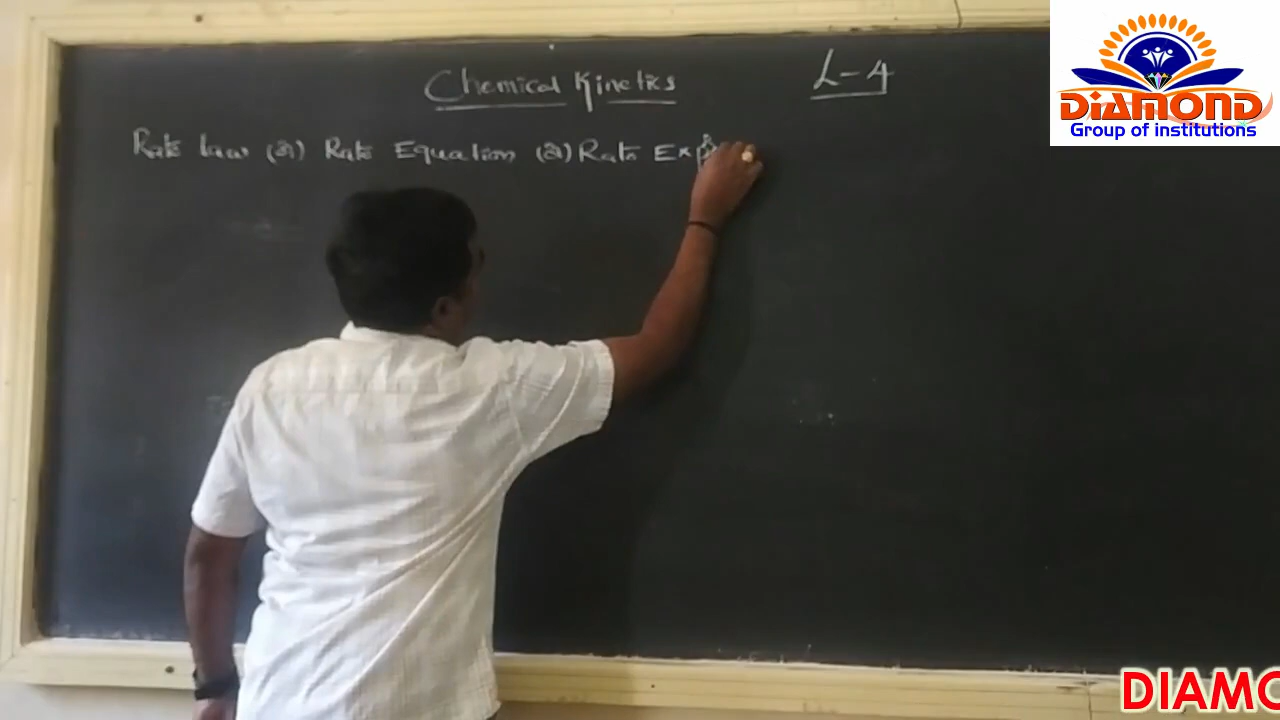 Chemical Kinetics L-4
Rate law (లే) Rate Equation (లే) Rate Exp
DIAMOND
Group of institutions
DIAMO